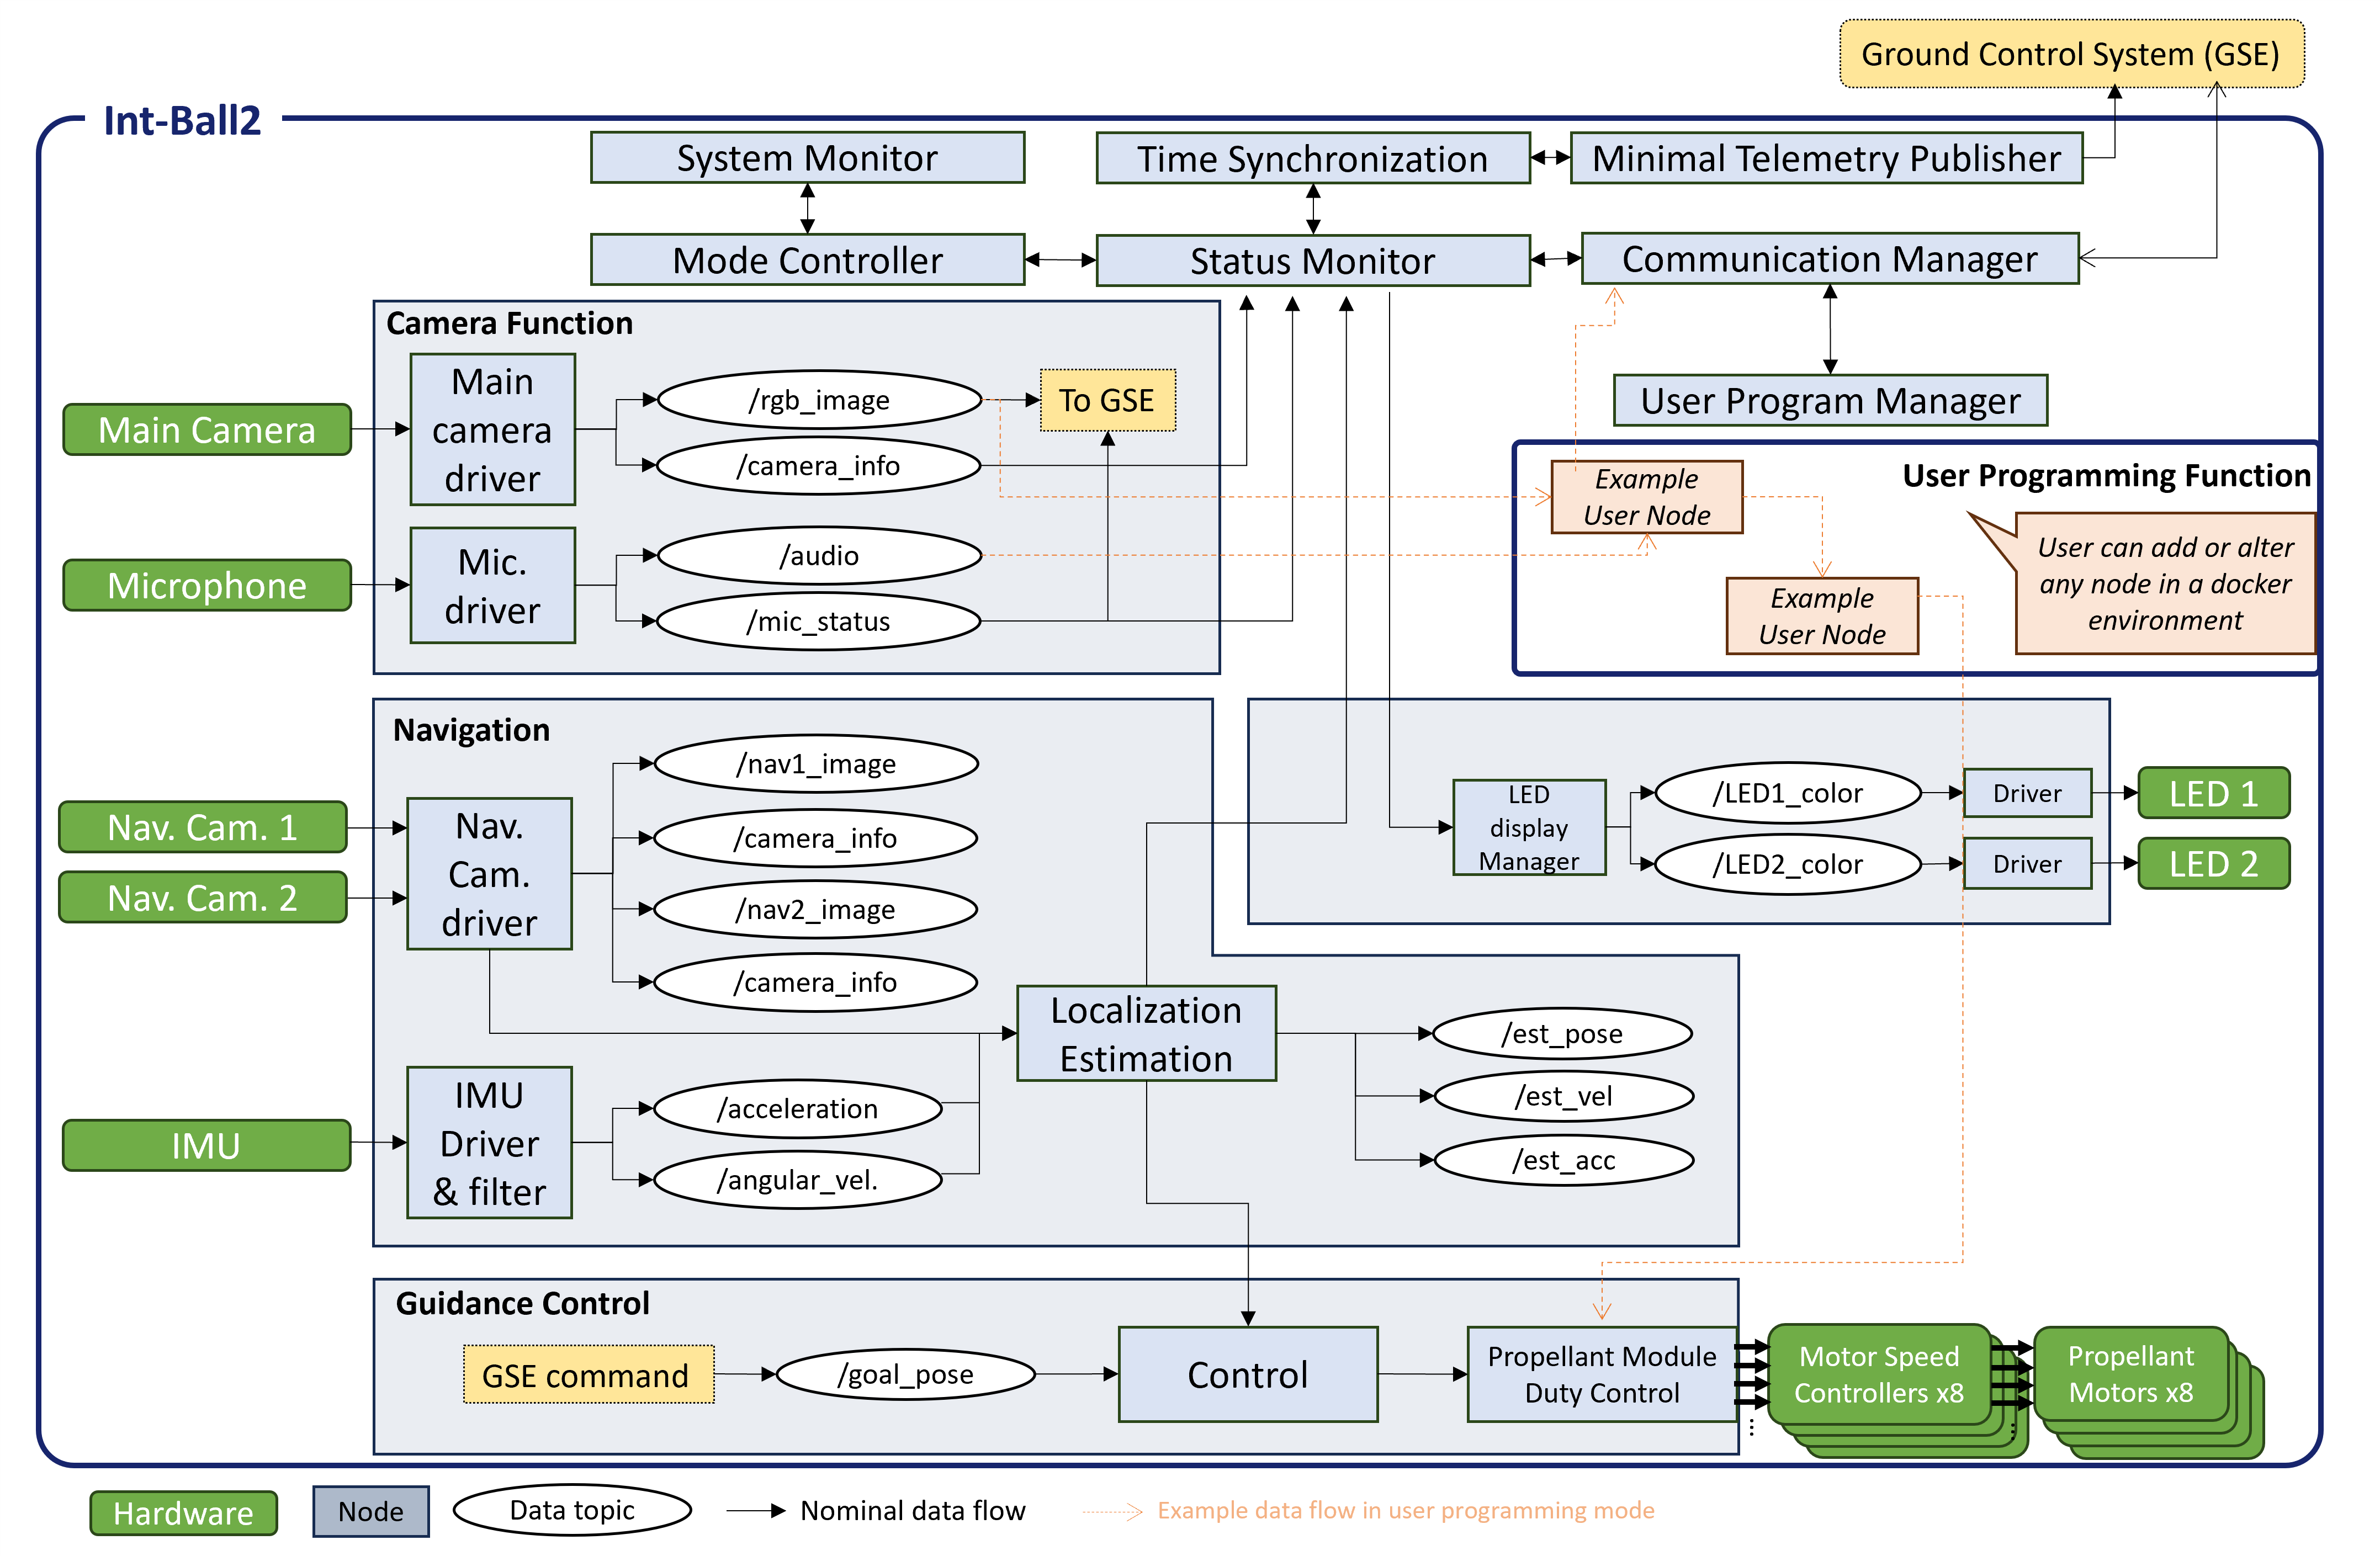 Ground Control System (GSE)
Int-Ball2
System Monitor
Time Synchronization
Minimal Telemetry Publisher
Mode Controller
Status Monitor
Communication Manager
User Program Manager
Camera Function
Main Camera
Main
camera
driver
/rgb_image
/camera_info
To GSE
Microphone
Mic.
driver
/audio
/mic_status
User Programming Function
Example
User Node
Example
User Node
User can add or alter
any node in a docker
environment
Navigation
Nav. Cam. 1
Nav. Cam. 2
Nav.
Cam.
driver
/nav1_image
/camera_info
/nav2_image
/camera_info
LED
display
Manager
/LED1_color
/LED2_color
Driver
Driver
LED 1
LED 2
IMU
IMU
Driver
& filter
/acceleration
/angular_vel.
Localization
Estimation
/est_pose
/est_vel
/est_acc
Guidance Control
GSE command
/goal_pose
Control
Propellant Module
Duty Control
Motor Speed
Controllers x8
Propellant
Motors x8
Hardware
Node
Data topic
Nominal data flow
Example data flow in user programming mode